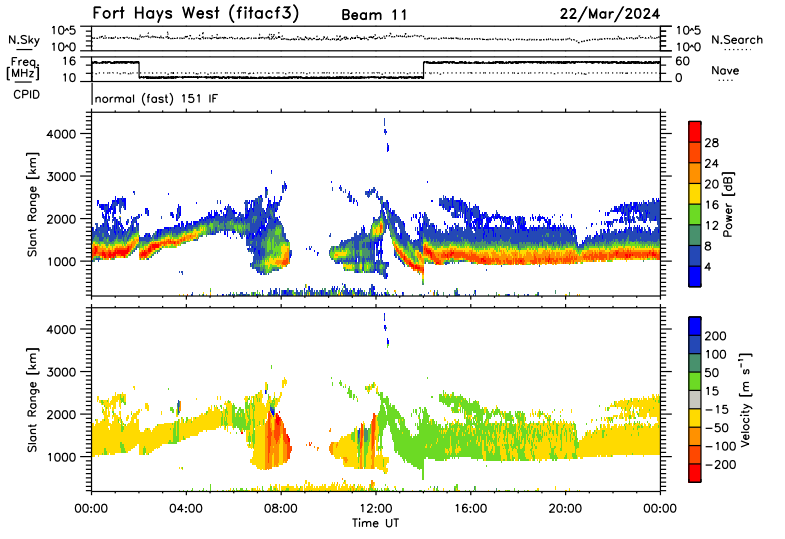 Fort Hays West (fitacf3) Beam 11 22/Mar/2024
N.Sky 10^5 10^0 10^5 10^0 N.Search
Freq. [MHz] 16 10 60 0 Nave
CPID normal (fast) 151 IF
Slant Range [km] 4000 3000 2000 1000
28 24 20 16 12 8 4 Power [dB]
Slant Range [km] 4000 3000 2000 1000
200 100 50 15 −15 −50 −100 −200 Velocity [m s⁻¹]
00:00 04:00 08:00 12:00 16:00 20:00 00:00
Time UT